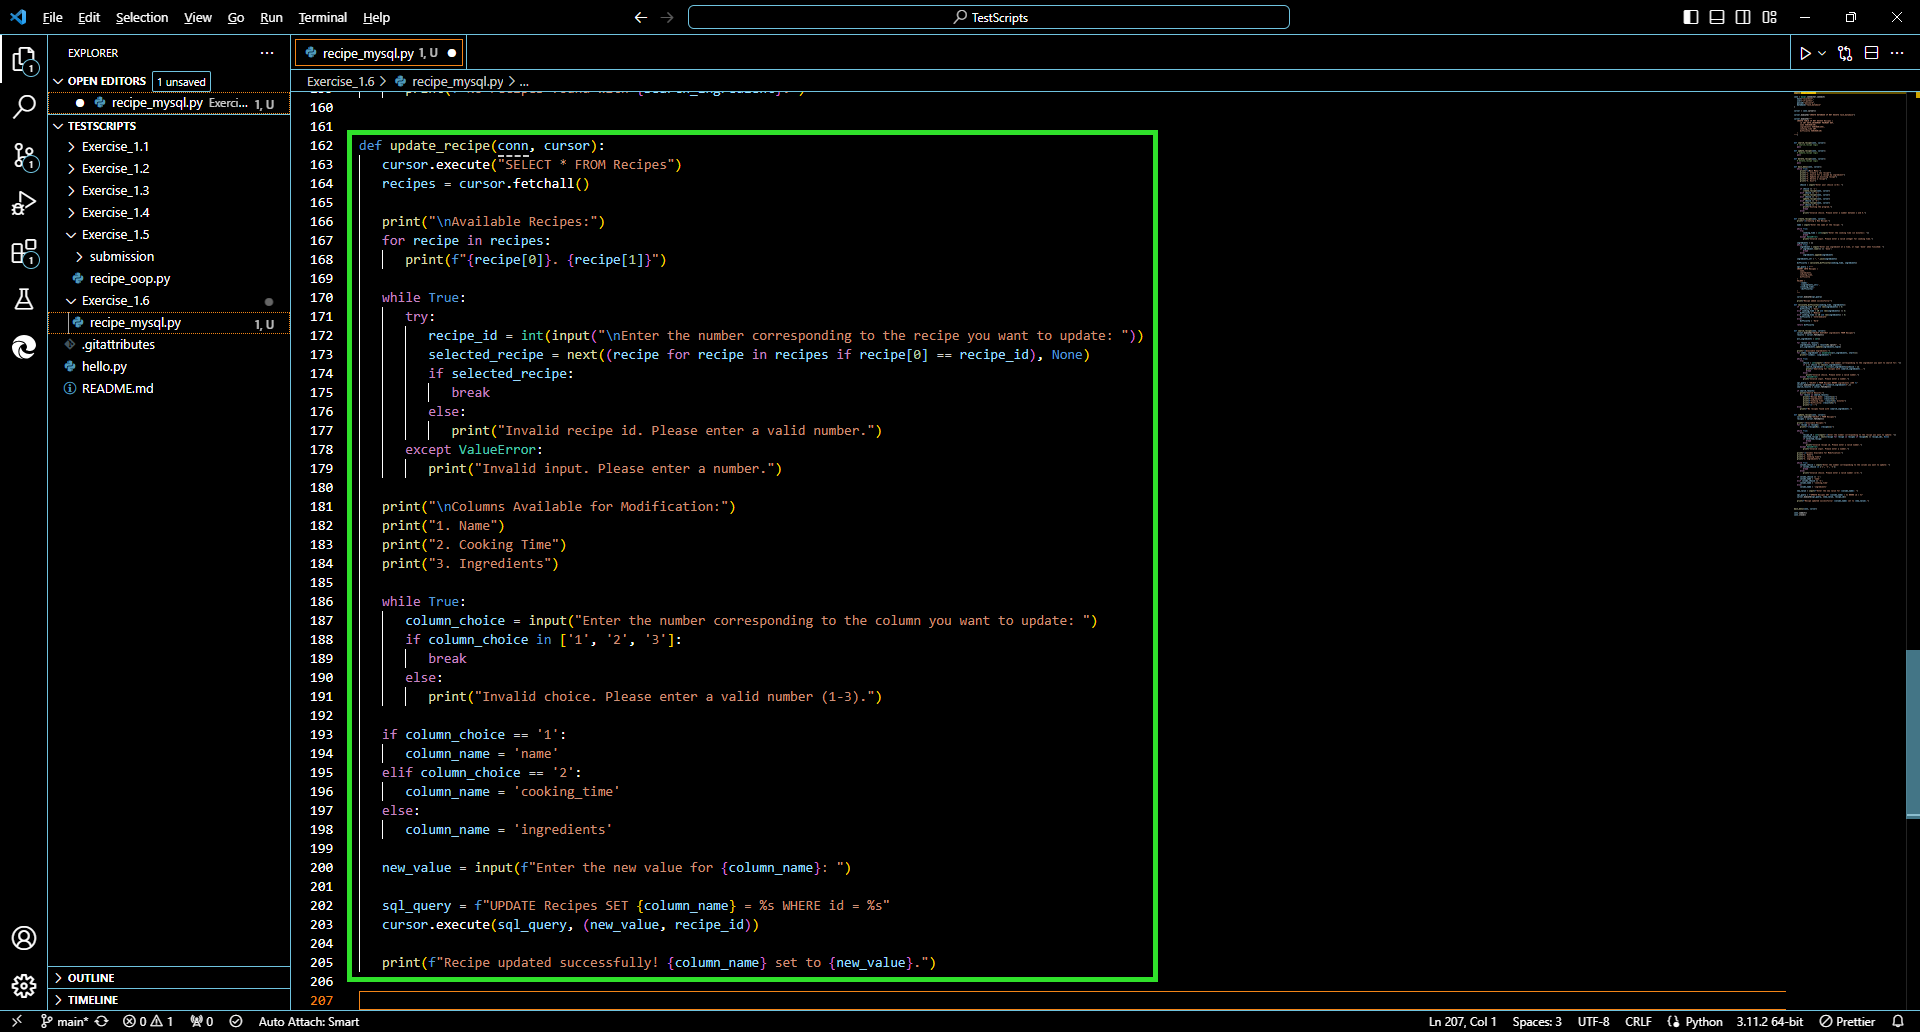 File Edit Selection View Go Run Terminal Help
TestScripts
EXPLORER
OPEN EDITORS 1 unsaved
recipe_mysql.py Exerci... 1, U
TESTSCRIPTS
Exercise_1.1
Exercise_1.2
Exercise_1.3
Exercise_1.4
Exercise_1.5
submission
recipe_oop.py
Exercise_1.6
recipe_mysql.py 1, U
.gitattributes
hello.py
README.md
OUTLINE
TIMELINE
recipe_mysql.py 1, U
Exercise_1.6 > recipe_mysql.py > ...
160
161
162 def update_recipe(conn, cursor):
163 cursor.execute("SELECT * FROM Recipes")
164 recipes = cursor.fetchall()
165
166 print("\nAvailable Recipes:")
167 for recipe in recipes:
168 print(f"{recipe[0]}. {recipe[1]}")
169
170 while True:
171 try:
172 recipe_id = int(input("\nEnter the number corresponding to the recipe you want to update: "))
173 selected_recipe = next((recipe for recipe in recipes if recipe[0] == recipe_id), None)
174 if selected_recipe:
175 break
176 else:
177 print("Invalid recipe id. Please enter a valid number.")
178 except ValueError:
179 print("Invalid input. Please enter a number.")
180
181 print("\nColumns Available for Modification:")
182 print("1. Name")
183 print("2. Cooking Time")
184 print("3. Ingredients")
185
186 while True:
187 column_choice = input("Enter the number corresponding to the column you want to update: ")
188 if column_choice in ['1', '2', '3']:
189 break
190 else:
191 print("Invalid choice. Please enter a valid number (1-3).")
192
193 if column_choice == '1':
194 column_name = 'name'
195 elif column_choice == '2':
196 column_name = 'cooking_time'
197 else:
198 column_name = 'ingredients'
199
200 new_value = input(f"Enter the new value for {column_name}: ")
201
202 sql_query = f"UPDATE Recipes SET {column_name} = %s WHERE id = %s"
203 cursor.execute(sql_query, (new_value, recipe_id))
204
205 print(f"Recipe updated successfully! {column_name} set to {new_value}.")
206
207
main* 0 1 0 Auto Attach: Smart Ln 207, Col 1 Spaces: 3 UTF-8 CRLF Python 3.11.2 64-bit Prettier